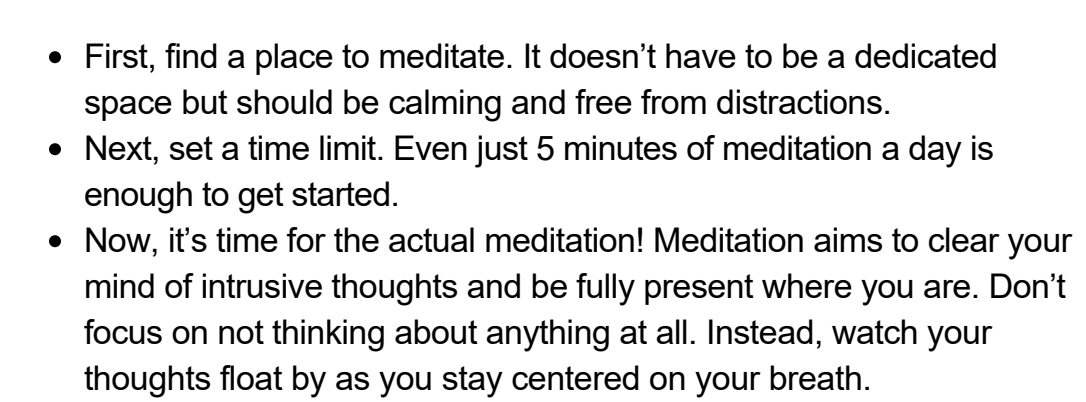 • First, find a place to meditate. It doesn’t have to be a dedicated
space but should be calming and free from distractions.
• Next, set a time limit. Even just 5 minutes of meditation a day is
enough to get started.
• Now, it’s time for the actual meditation! Meditation aims to clear your
mind of intrusive thoughts and be fully present where you are. Don’t
focus on not thinking about anything at all. Instead, watch your
thoughts float by as you stay centered on your breath.